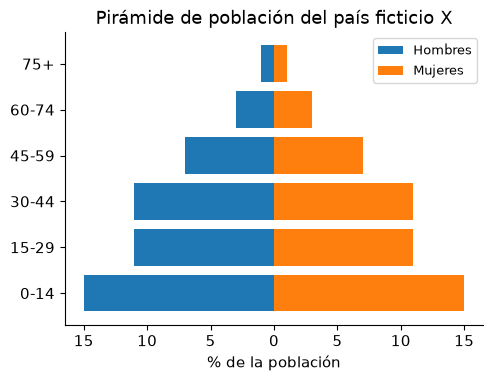 Pirámide de población del país ficticio X
Hombres
Mujeres
75+
60-74
45-59
30-44
15-29
0-14
15 10 5 0 5 10 15
% de la población